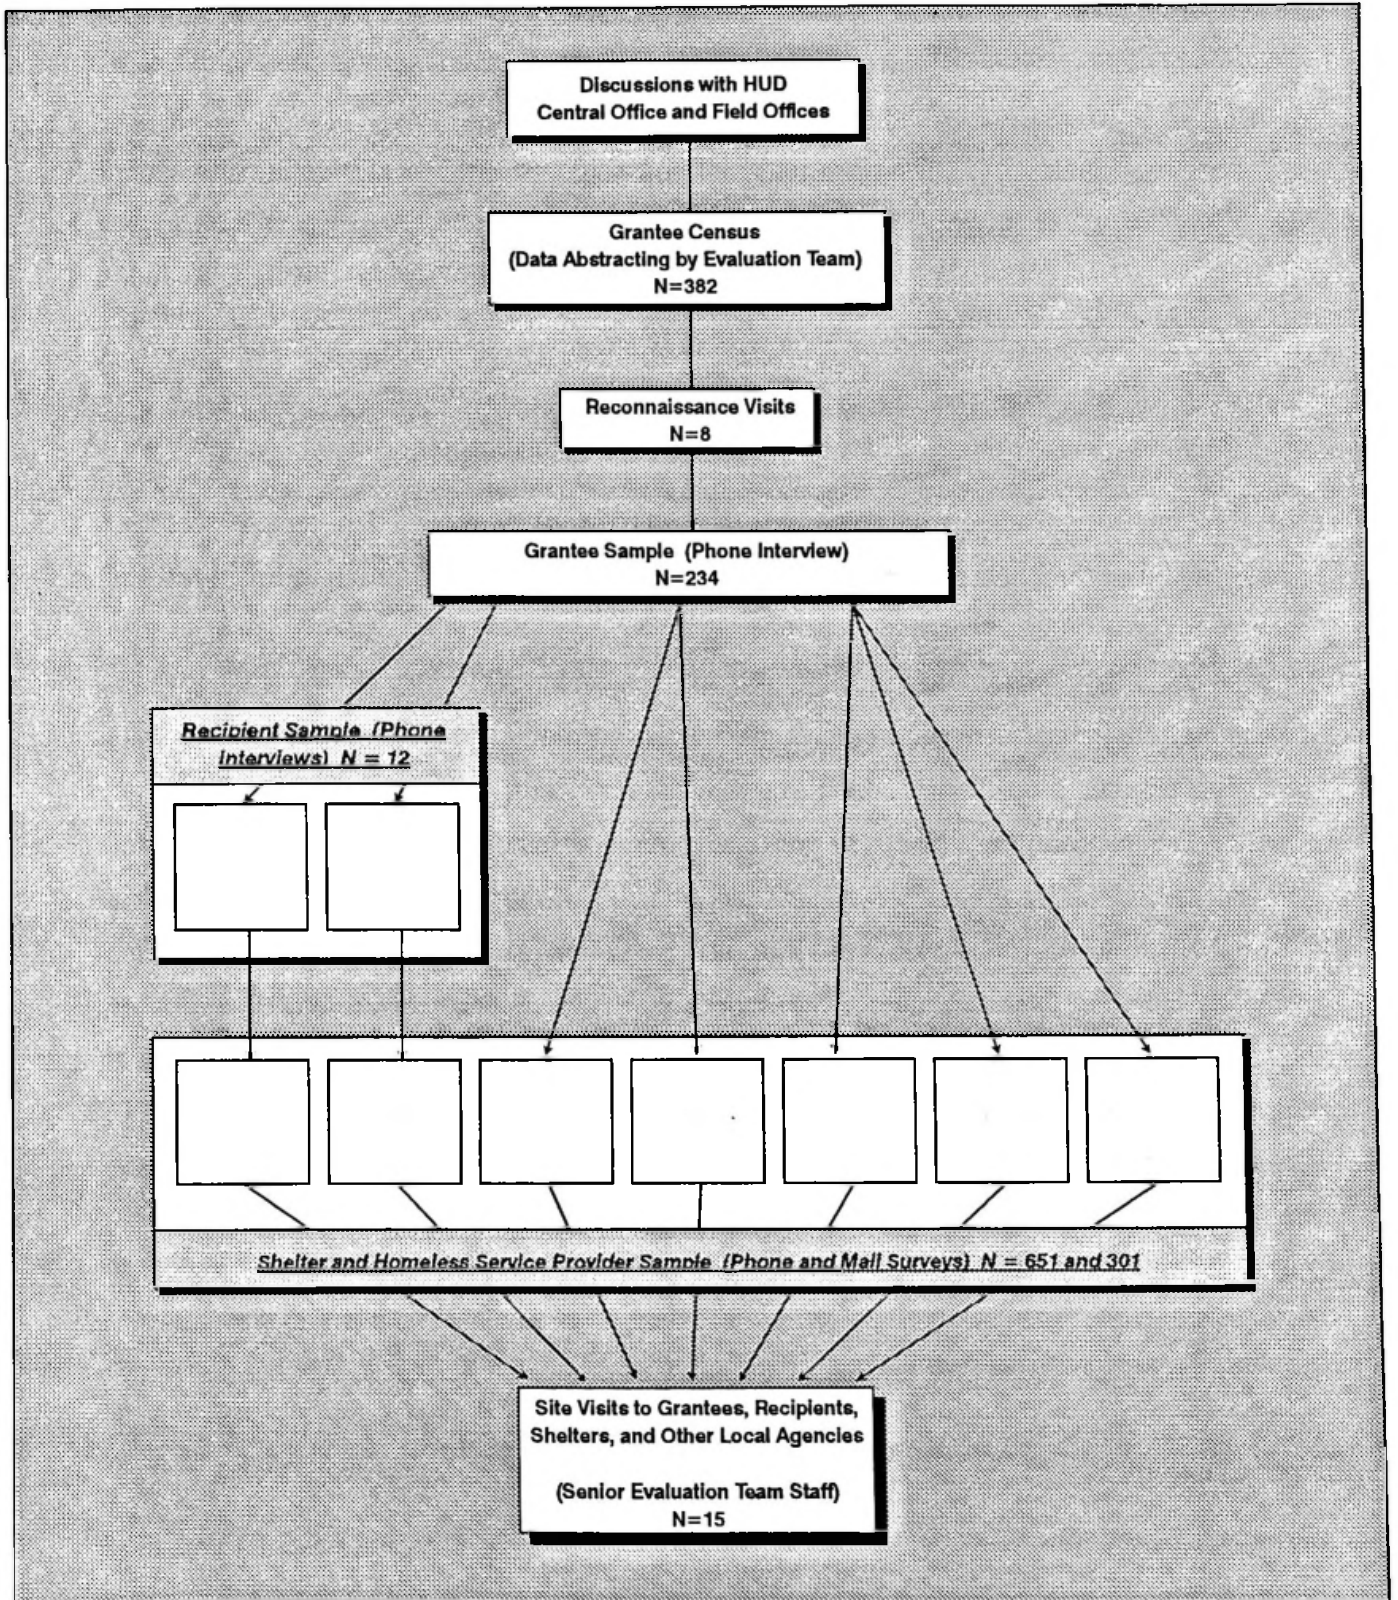 Discussions with HUD
Central Office and Field Offices
Grantee Census
(Data Abstracting by Evaluation Team)
N=382
Reconnaissance Visits
N=8
Grantee Sample (Phone Interview)
N=234
Recipient Sample (Phone
Interviews) N = 12
Shelter and Homeless Service Provider Sample (Phone and Mail Surveys) N = 651 and 301
Site Visits to Grantees, Recipients,
Shelters, and Other Local Agencies
(Senior Evaluation Team Staff)
N=15